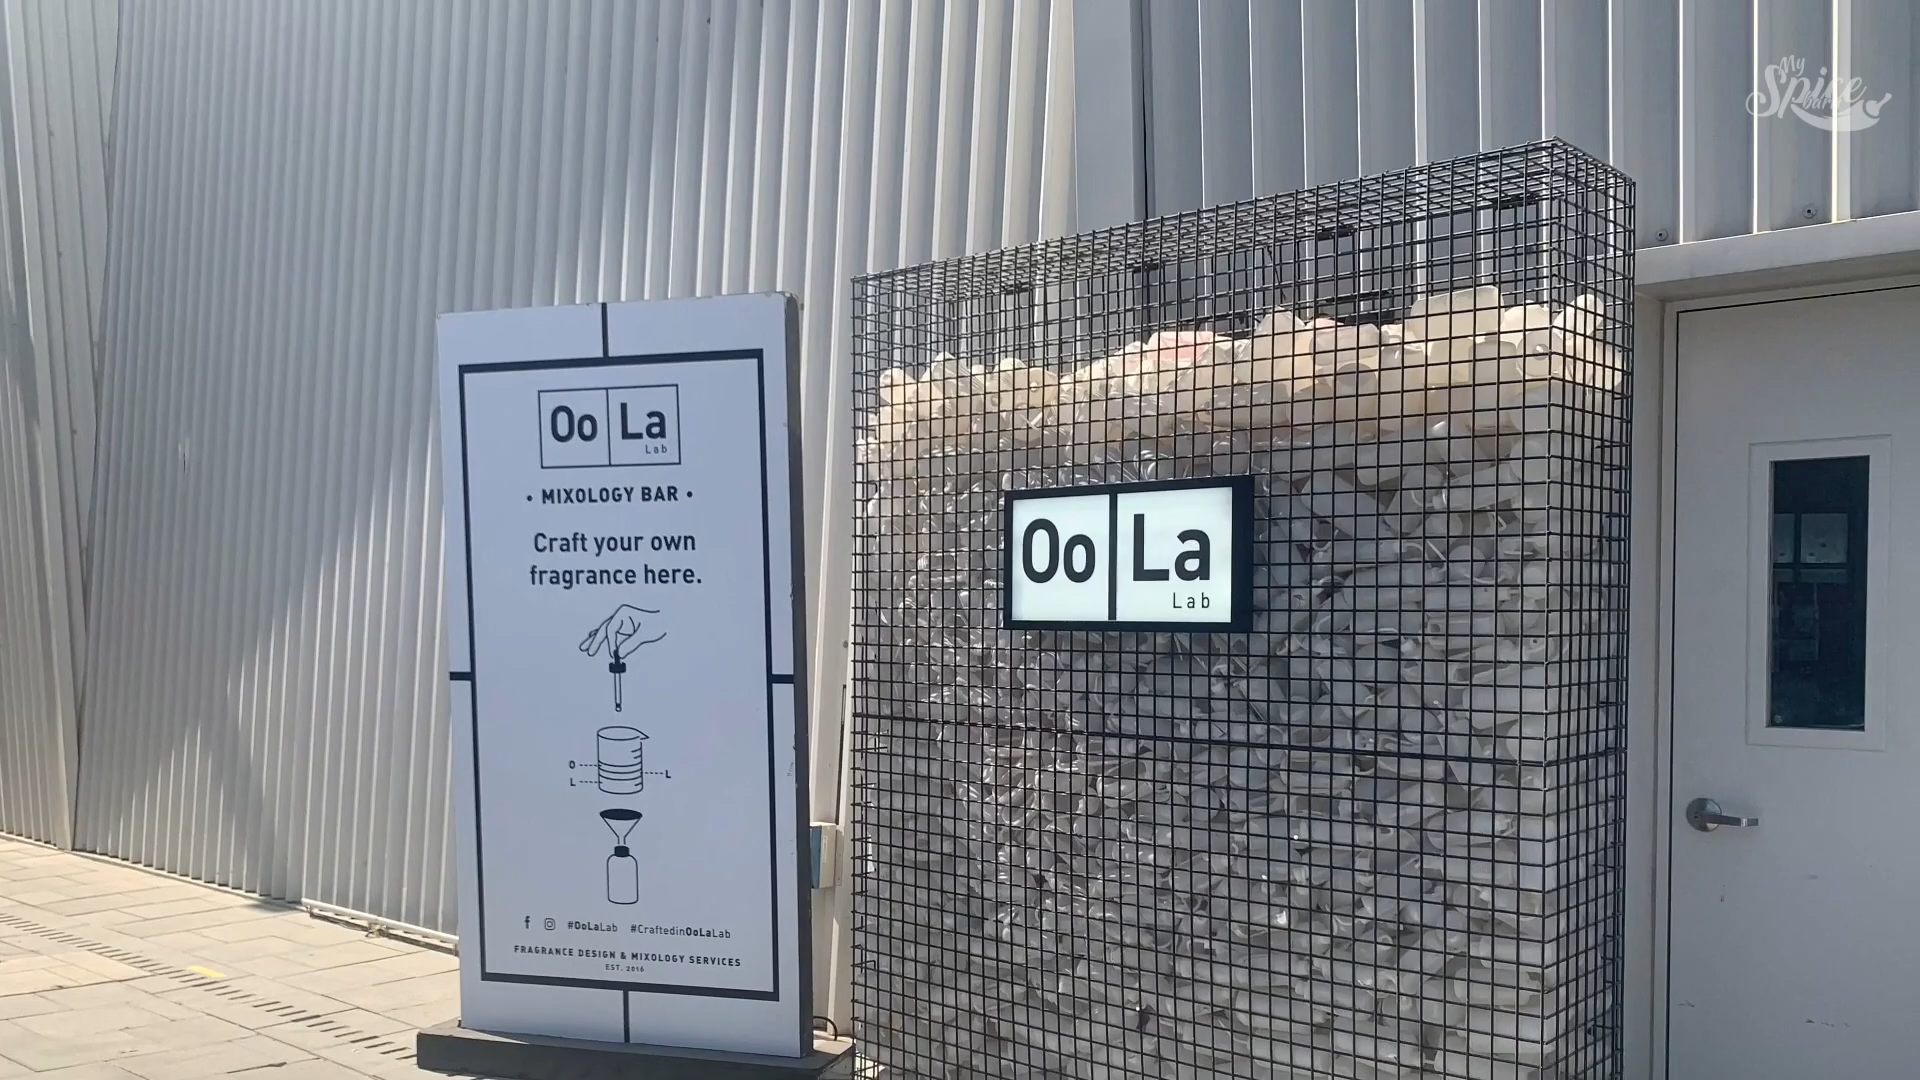 Oo La
Lab
• MIXOLOGY BAR •
Craft your own
fragrance here.
O
L
L
#OoLaLab #CraftedinOoLaLab
FRAGRANCE DESIGN & MIXOLOGY SERVICES
EST. 2016
Oo La
Lab
My
Spice